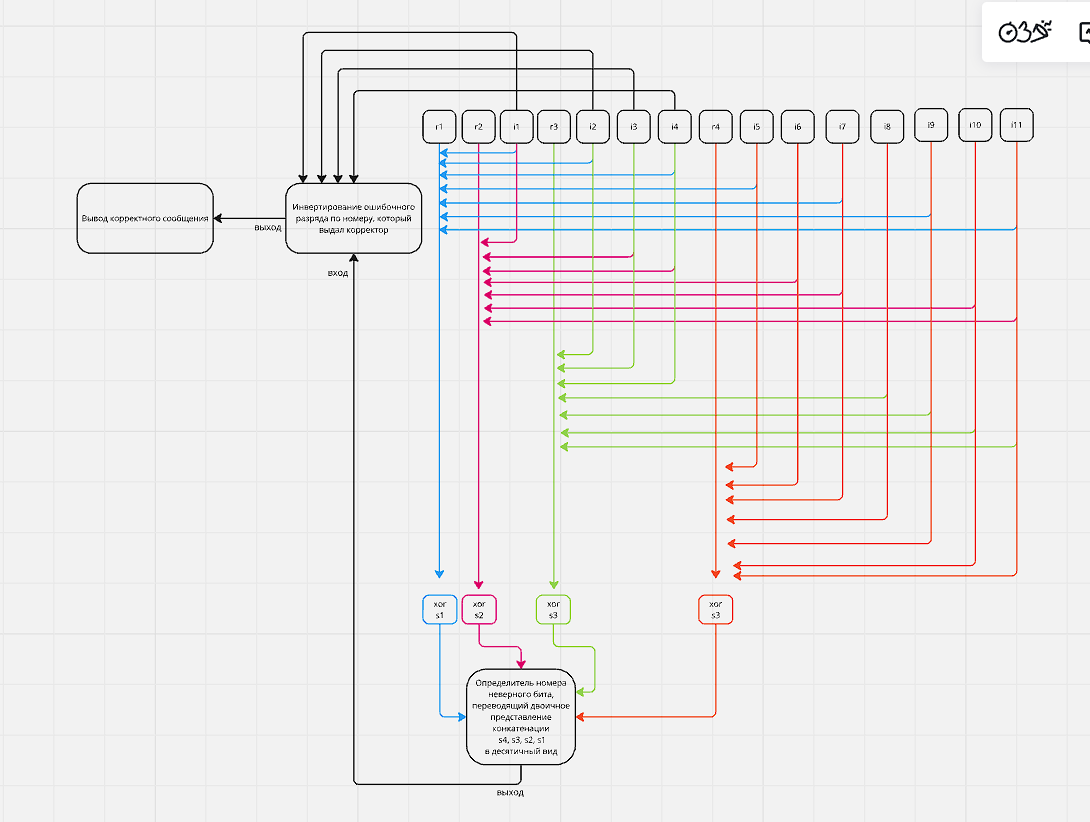 r1 r2 i1 r3 i2 i3 i4 r4 i5 i6 i7 i8 i9 i10 i11
Вывод корректного сообщения
выход
Инвертирование ошибочного
разряда по номеру, который
выдал корректор
вход
xor
s1
xor
s2
xor
s3
xor
s3
Определитель номера
неверного бита,
переводящий двоичное
представление
конкатенации
s4, s3, s2, s1
в десятичный вид
выход